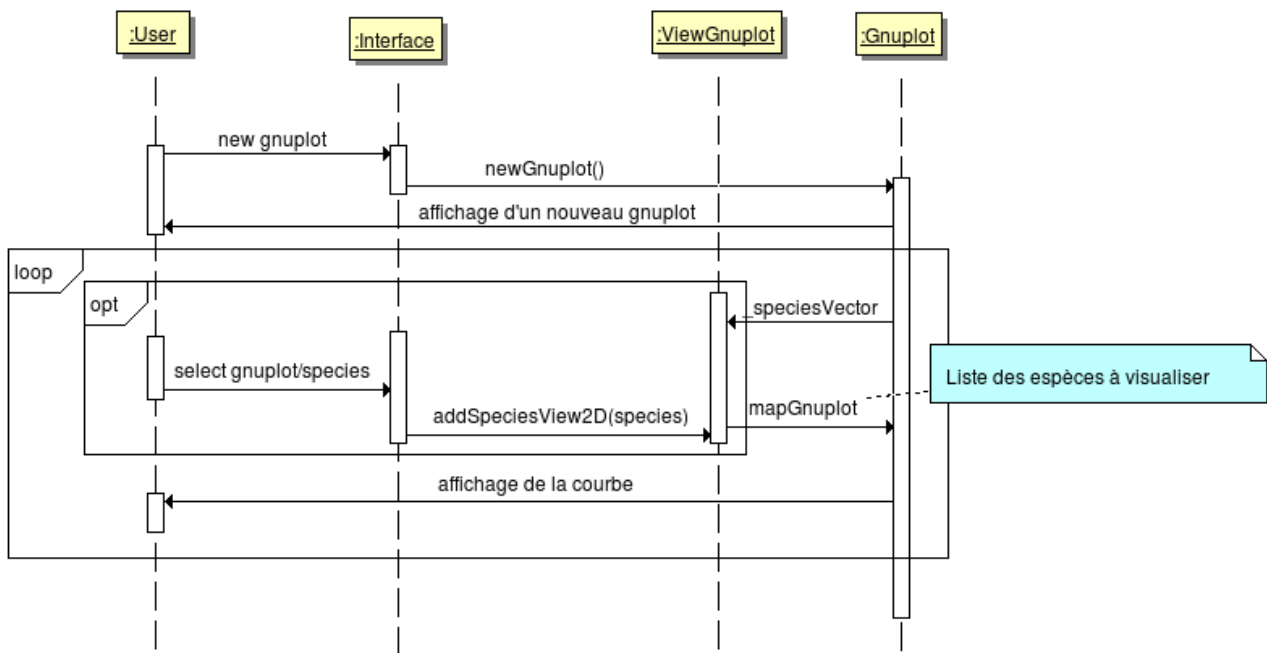 :User
:Interface
:ViewGnuplot
:Gnuplot
new gnuplot
newGnuplot()
affichage d'un nouveau gnuplot
loop
opt
_speciesVector
select gnuplot/species
Liste des espèces à visualiser
addSpeciesView2D(species)
mapGnuplot
affichage de la courbe